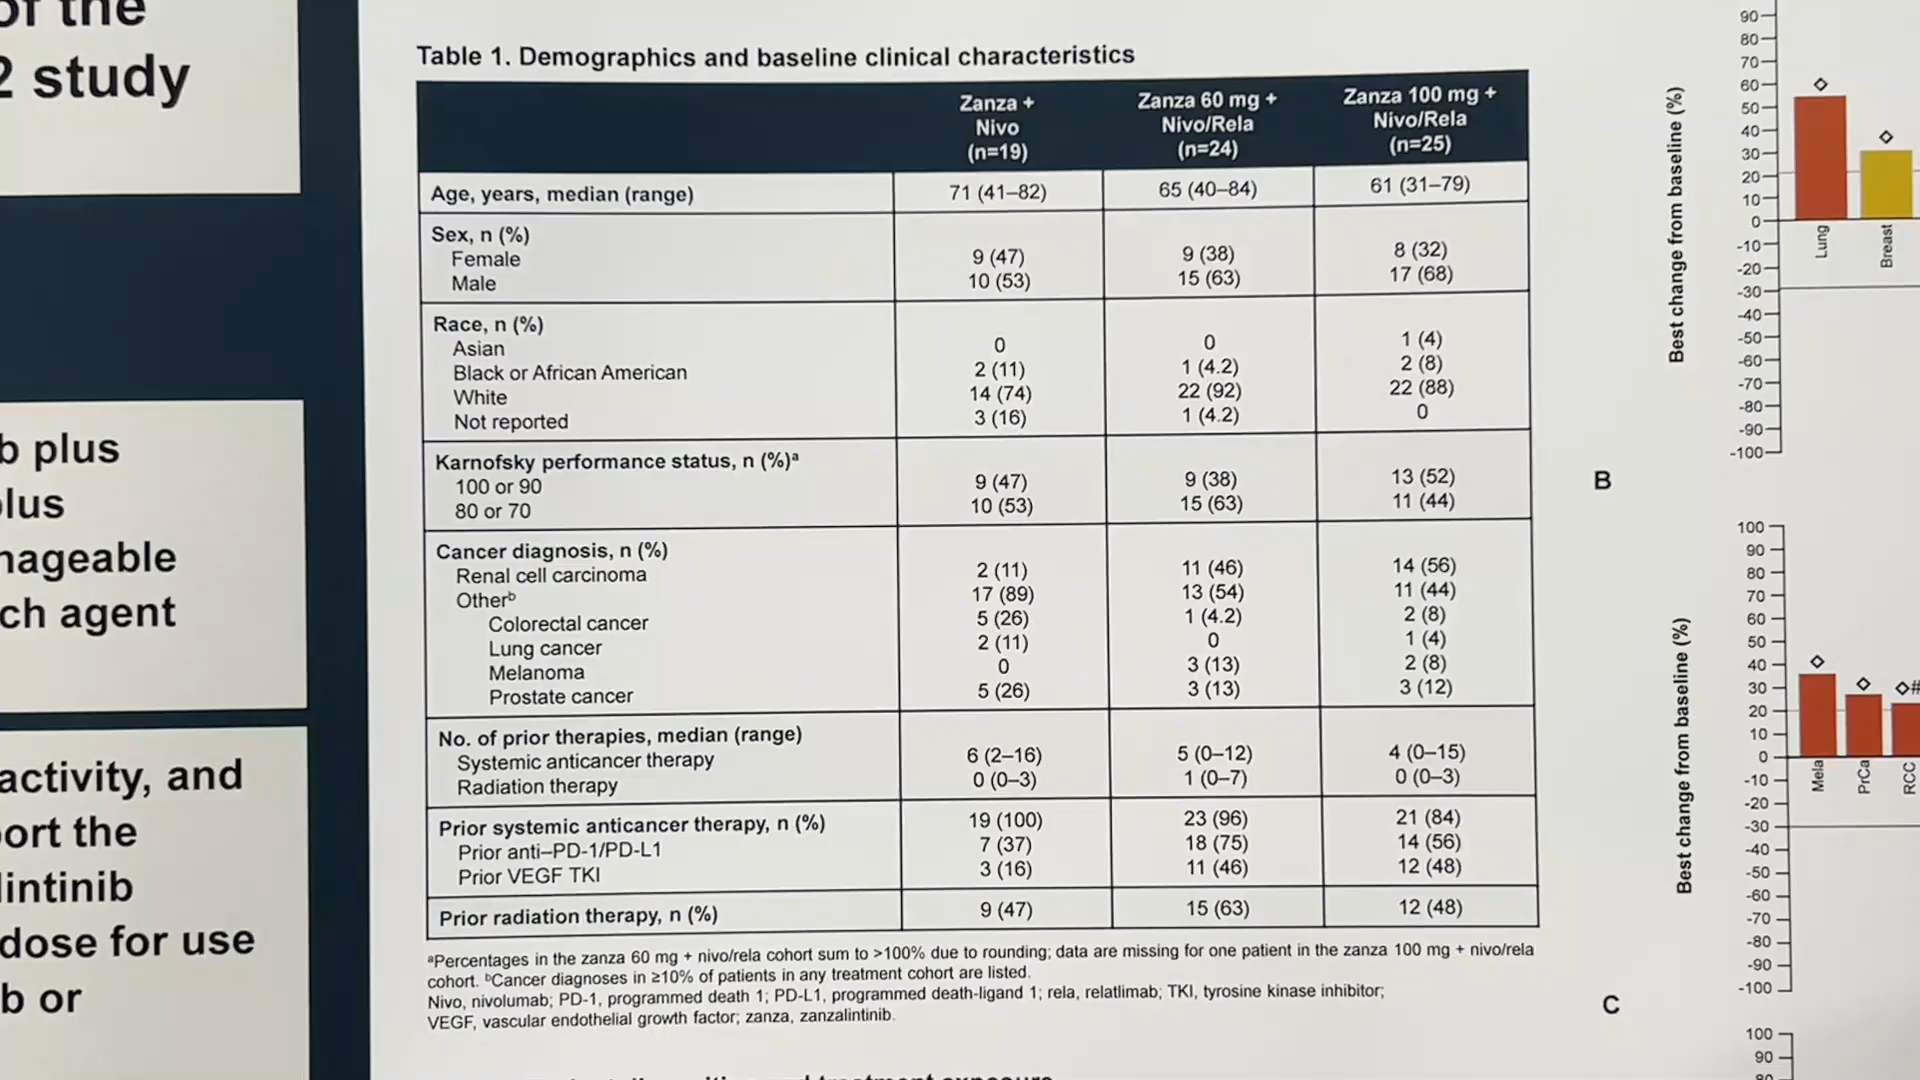 of the
2 study
b plus
lus
nageable
ch agent
activity, and
port the
lintinib
dose for use
b or
Table 1. Demographics and baseline clinical characteristics
Zanza + Nivo (n=19) Zanza 60 mg + Nivo/Rela (n=24) Zanza 100 mg + Nivo/Rela (n=25)
Age, years, median (range) 71 (41–82) 65 (40–84) 61 (31–79)
Sex, n (%)
Female 9 (47) 9 (38) 8 (32)
Male 10 (53) 15 (63) 17 (68)
Race, n (%)
Asian 0 0 1 (4)
Black or African American 2 (11) 1 (4.2) 2 (8)
White 14 (74) 22 (92) 22 (88)
Not reported 3 (16) 1 (4.2) 0
Karnofsky performance status, n (%)ᵃ
100 or 90 9 (47) 9 (38) 13 (52)
80 or 70 10 (53) 15 (63) 11 (44)
Cancer diagnosis, n (%)
Renal cell carcinoma 2 (11) 11 (46) 14 (56)
Otherᵇ 17 (89) 13 (54) 11 (44)
Colorectal cancer 5 (26) 1 (4.2) 2 (8)
Lung cancer 2 (11) 0 1 (4)
Melanoma 0 3 (13) 2 (8)
Prostate cancer 5 (26) 3 (13) 3 (12)
No. of prior therapies, median (range)
Systemic anticancer therapy 6 (2–16) 5 (0–12) 4 (0–15)
Radiation therapy 0 (0–3) 1 (0–7) 0 (0–3)
Prior systemic anticancer therapy, n (%) 19 (100) 23 (96) 21 (84)
Prior anti–PD-1/PD-L1 7 (37) 18 (75) 14 (56)
Prior VEGF TKI 3 (16) 11 (46) 12 (48)
Prior radiation therapy, n (%) 9 (47) 15 (63) 12 (48)
ᵃPercentages in the zanza 60 mg + nivo/rela cohort sum to >100% due to rounding; data are missing for one patient in the zanza 100 mg + nivo/rela
cohort. ᵇCancer diagnoses in ≥10% of patients in any treatment cohort are listed.
Nivo, nivolumab; PD-1, programmed death 1; PD-L1, programmed death-ligand 1; rela, relatlimab; TKI, tyrosine kinase inhibitor;
VEGF, vascular endothelial growth factor; zanza, zanzalintinib.
Best change from baseline (%)
90
80
70
60
50
40
30
20
10
0
-10
-20
-30
-40
-50
-60
-70
-80
-90
-100
Lung
Breast
B
Best change from baseline (%)
100
90
80
70
60
50
40
30
20
10
0
-10
-20
-30
-40
-50
-60
-70
-80
-90
-100
#
Mela
PrCa
RCC
C
100
90
80